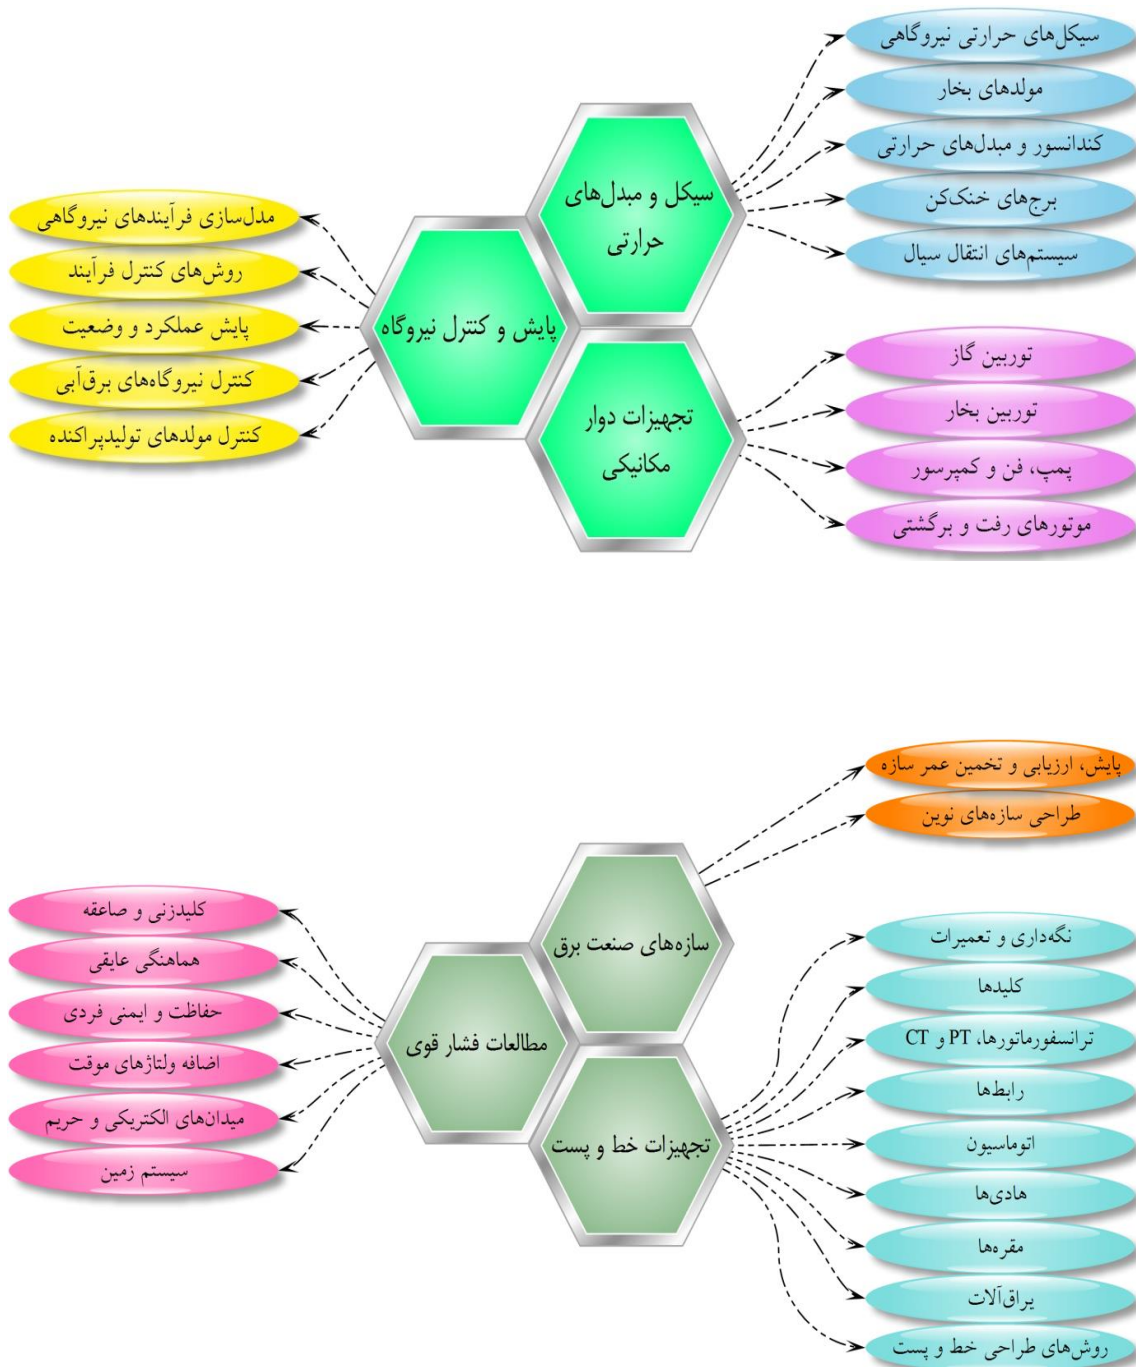 سیکل و مبدل‌های
حرارتی
سیکل‌های حرارتی نیروگاهی
مولدهای بخار
کندانسور و مبدل‌های حرارتی
برج‌های خنک‌کن
سیستم‌های انتقال سیال
پایش و کنترل نیروگاه
مدل‌سازی فرآیندهای نیروگاهی
روش‌های کنترل فرآیند
پایش عملکرد و وضعیت
کنترل نیروگاه‌های برق‌آبی
کنترل مولدهای تولیدپراکنده
تجهیزات دوار
مکانیکی
توربین گاز
توربین بخار
پمپ، فن و کمپرسور
موتورهای رفت و برگشتی
سازه‌های صنعت برق
پایش، ارزیابی و تخمین عمر سازه
طراحی سازه‌های نوین
مطالعات فشار قوی
کلیدزنی و صاعقه
هماهنگی عایقی
حفاظت و ایمنی فردی
اضافه ولتاژهای موقت
میدان‌های الکتریکی و حریم
سیستم زمین
تجهیزات خط و پست
نگه‌داری و تعمیرات
کلیدها
ترانسفورماتورها، PT و CT
رابط‌ها
اتوماسیون
هادی‌ها
مقره‌ها
یراق‌آلات
روش‌های طراحی خط و پست